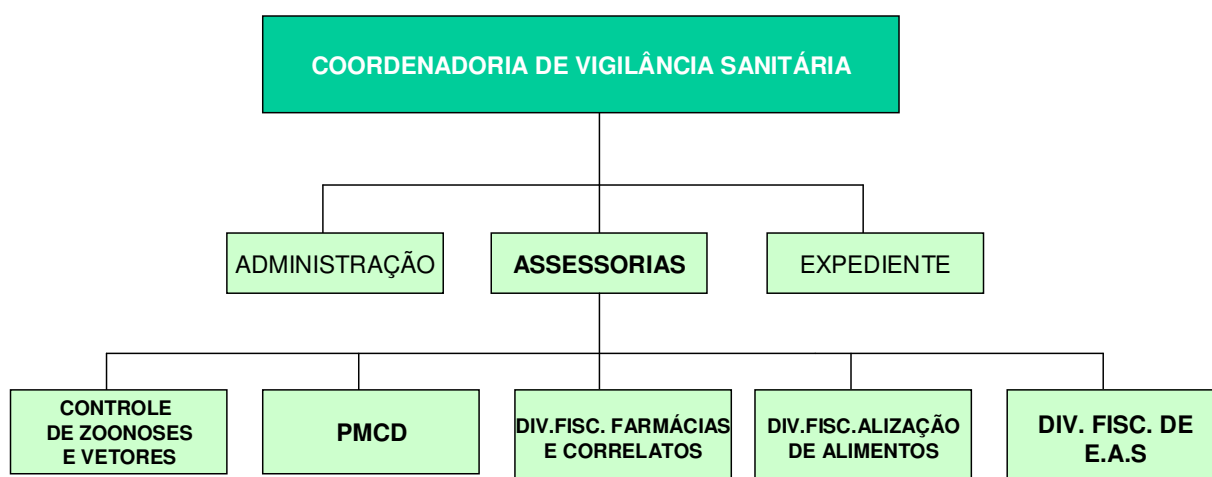 COORDENADORIA DE VIGILÂNCIA SANITÁRIA
ADMINISTRAÇÃO
ASSESSORIAS
EXPEDIENTE
CONTROLE
DE ZOONOSES
E VETORES
PMCD
DIV.FISC. FARMÁCIAS
E CORRELATOS
DIV.FISC.ALIZAÇÃO
DE ALIMENTOS
DIV. FISC. DE
E.A.S